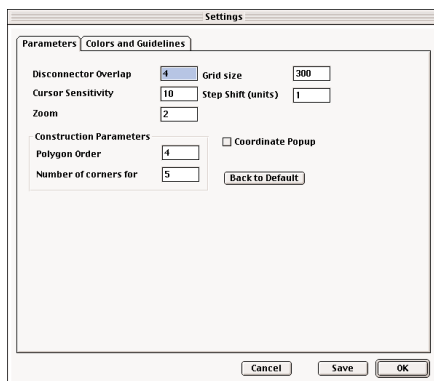 Settings
Parameters Colors and Guidelines
Disconnector Overlap 4 Grid size 300
Cursor Sensitivity 10 Step Shift (units) 1
Zoom 2
Construction Parameters
Coordinate Popup
Polygon Order 4
Number of corners for 5
Back to Default
Cancel Save OK